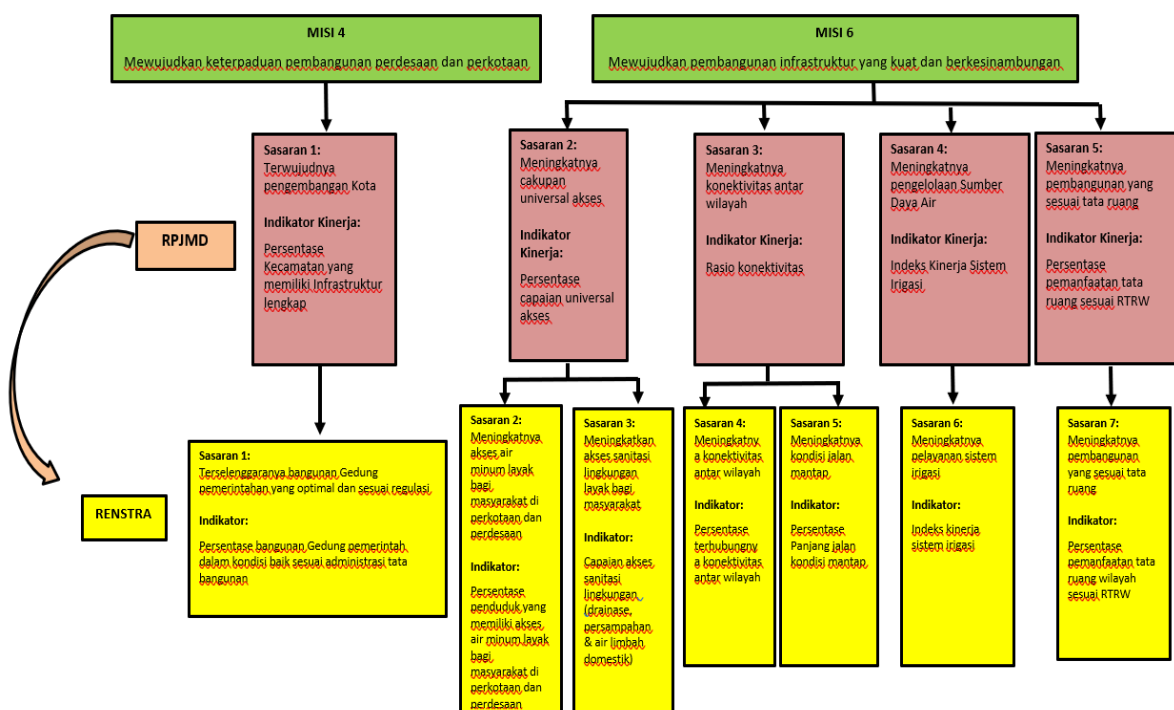 MISI 4
Mewujudkan keterpaduan pembangunan perdesaan dan perkotaan
MISI 6
Mewujudkan pembangunan infrastruktur yang kuat dan berkesinambungan
RPJMD
Sasaran 1:
Terwujudnya
pengembangan Kota
Indikator Kinerja:
Persentase
Kecamatan yang
memiliki Infrastruktur
lengkap
Sasaran 2:
Meningkatnya
cakupan
universal akses
Indikator
Kinerja:
Persentase
capaian universal
akses
Sasaran 3:
Meningkatnya
konektivitas antar
wilayah
Indikator Kinerja:
Rasio konektivitas
Sasaran 4:
Meningkatnya
pengelolaan Sumber
Daya Air
Indikator Kinerja:
Indeks Kinerja Sistem
Irigasi
Sasaran 5:
Meningkatnya
pembangunan yang
sesuai tata ruang
Indikator Kinerja:
Persentase
pemanfaatan tata
ruang sesuai RTRW
RENSTRA
Sasaran 1:
Terselenggaranya bangunan Gedung
pemerintahan yang optimal dan sesuai regulasi
Indikator:
Persentase bangunan Gedung pemerintah
dalam kondisi baik sesuai administrasi tata
bangunan
Sasaran 2:
Meningkatnya
akses air
minum layak
bagi
masyarakat di
perkotaan dan
perdesaan
Indikator:
Persentase
penduduk yang
memiliki akses
air minum layak
bagi
masyarakat di
perkotaan dan
perdesaan
Sasaran 3:
Meningkatkan
akses sanitasi
lingkungan
layak bagi
masyarakat
Indikator:
Capaian akses
sanitasi
lingkungan
(drainase,
persampahan
& air limbah
domestik)
Sasaran 4:
Meningkatny
a konektivitas
antar wilayah
Indikator:
Persentase
terhubungny
a konektivitas
antar wilayah
Sasaran 5:
Meningkatnya
kondisi jalan
mantap
Indikator:
Persentase
Panjang jalan
kondisi mantap
Sasaran 6:
Meningkatnya
pelayanan sistem
irigasi
Indikator:
Indeks kinerja
sistem irigasi
Sasaran 7:
Meningkatnya
pembangunan
yang sesuai tata
ruang
Indikator:
Persentase
pemanfaatan tata
ruang wilayah
sesuai RTRW